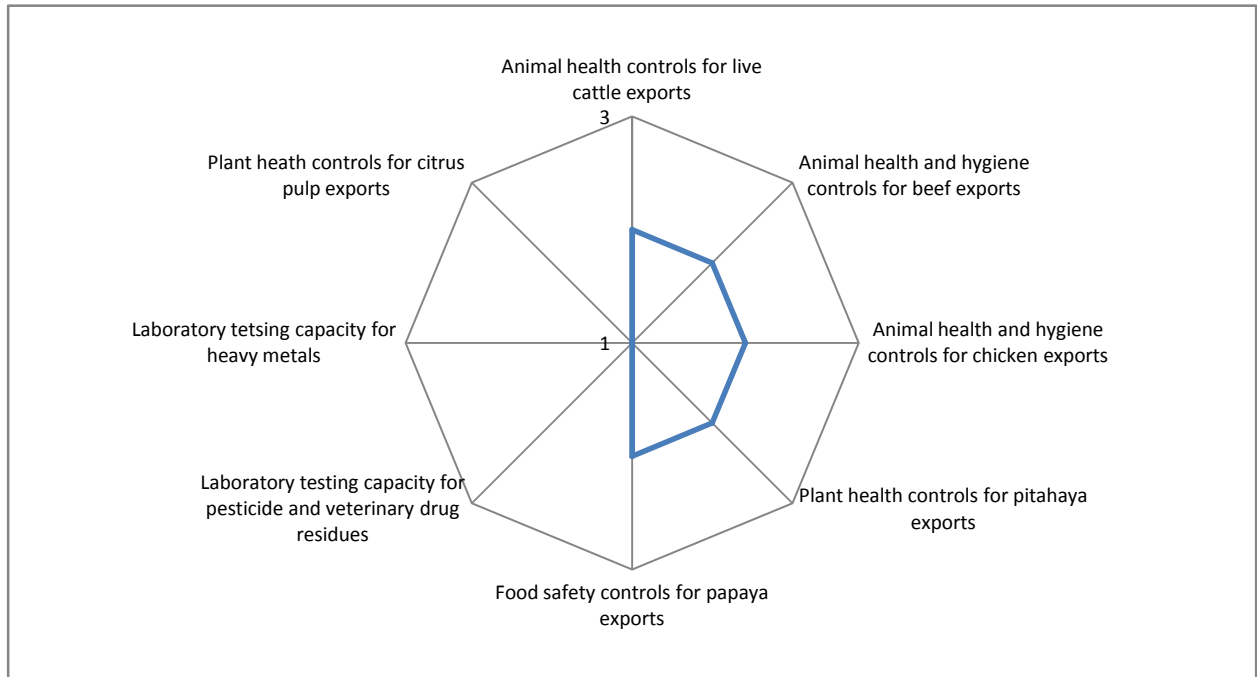 Animal health controls for live
cattle exports
3
Plant heath controls for citrus
pulp exports
Animal health and hygiene
controls for beef exports
Laboratory tetsing capacity for
heavy metals
1
Animal health and hygiene
controls for chicken exports
Laboratory testing capacity for
pesticide and veterinary drug
residues
Plant health controls for pitahaya
exports
Food safety controls for papaya
exports